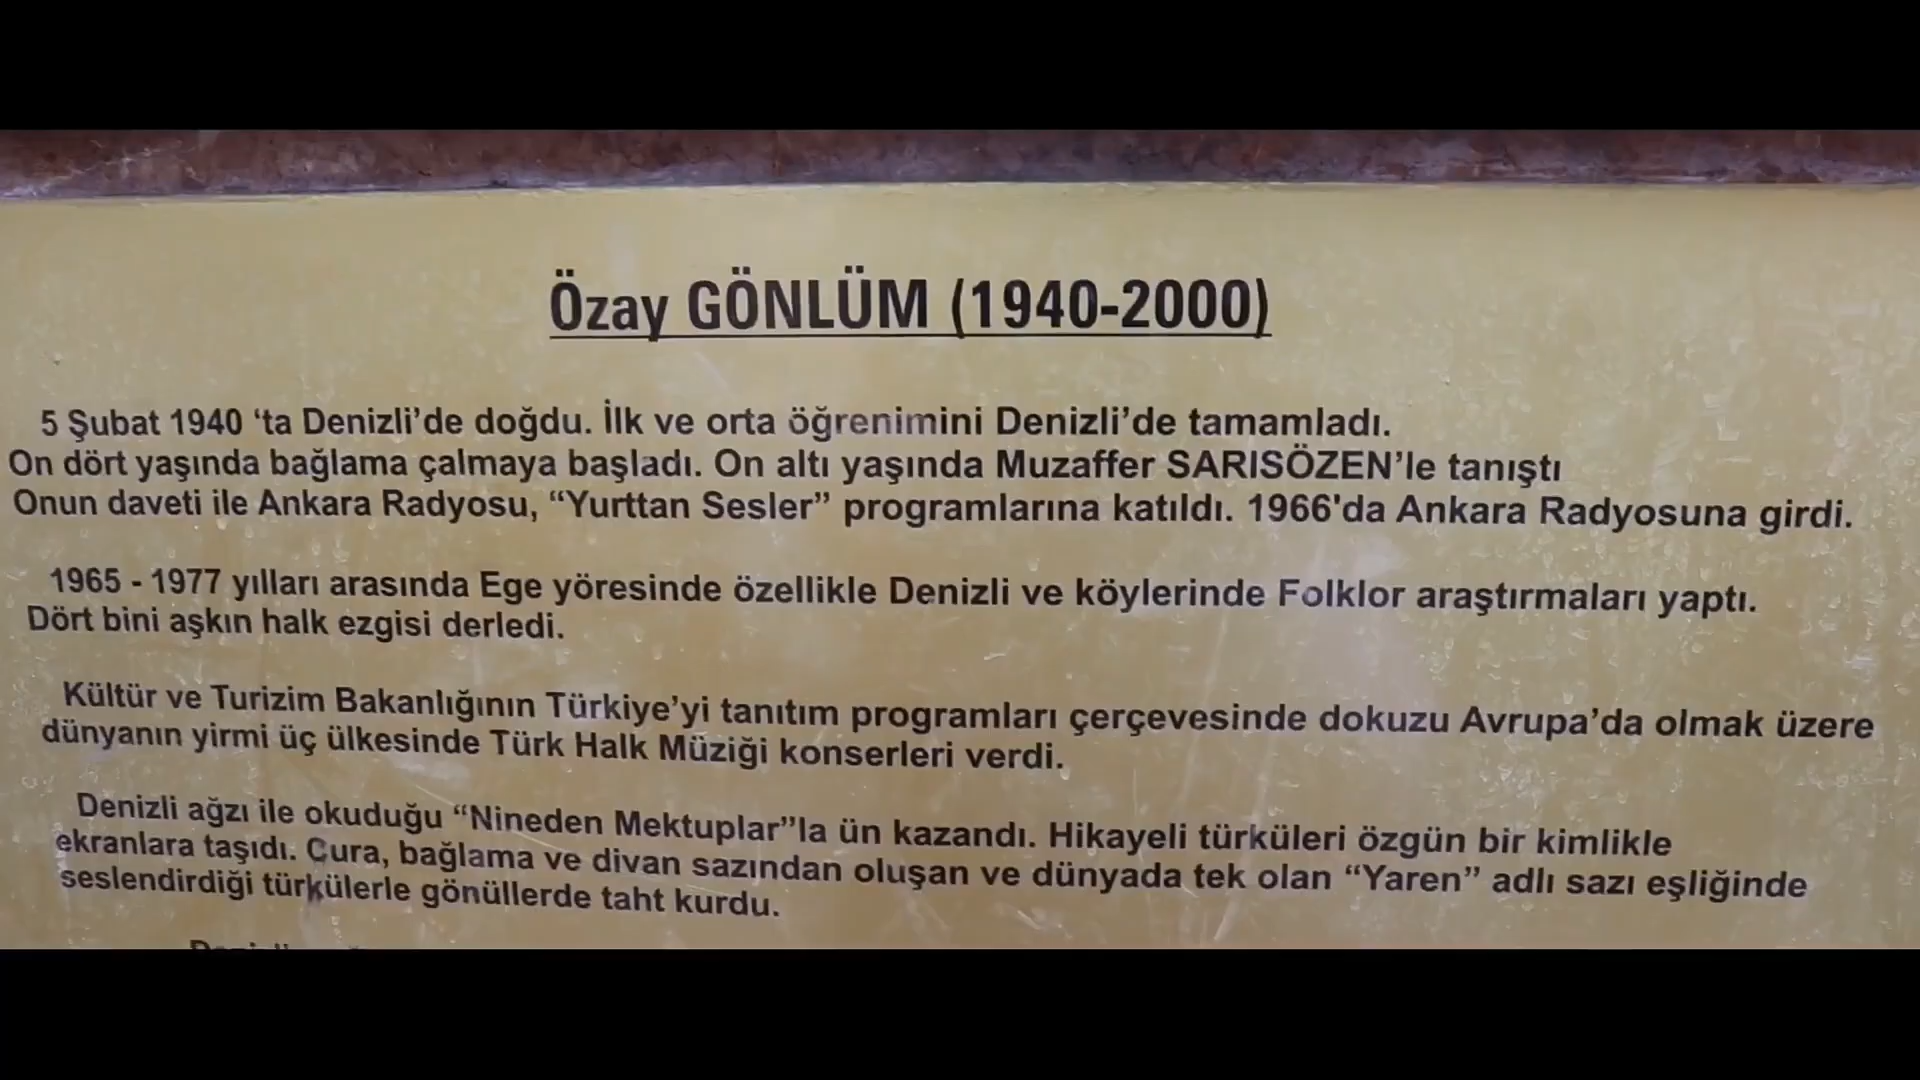 Özay GÖNLÜM (1940-2000)
5 Şubat 1940 ‘ta Denizli’de doğdu. İlk ve orta öğrenimini Denizli’de tamamladı.
On dört yaşında bağlama çalmaya başladı. On altı yaşında Muzaffer SARISÖZEN’le tanıştı
Onun daveti ile Ankara Radyosu, “Yurttan Sesler” programlarına katıldı. 1966'da Ankara Radyosuna girdi.
1965 - 1977 yılları arasında Ege yöresinde özellikle Denizli ve köylerinde Folklor araştırmaları yaptı.
Dört bini aşkın halk ezgisi derledi.
Kültür ve Turizim Bakanlığının Türkiye’yi tanıtım programları çerçevesinde dokuzu Avrupa’da olmak üzere
dünyanın yirmi üç ülkesinde Türk Halk Müziği konserleri verdi.
Denizli ağzı ile okuduğu “Nineden Mektuplar”la ün kazandı. Hikayeli türküleri özgün bir kimlikle
ekranlara taşıdı. Cura, bağlama ve divan sazından oluşan ve dünyada tek olan “Yaren” adlı sazı eşliğinde
seslendirdiği türkülerle gönüllerde taht kurdu.